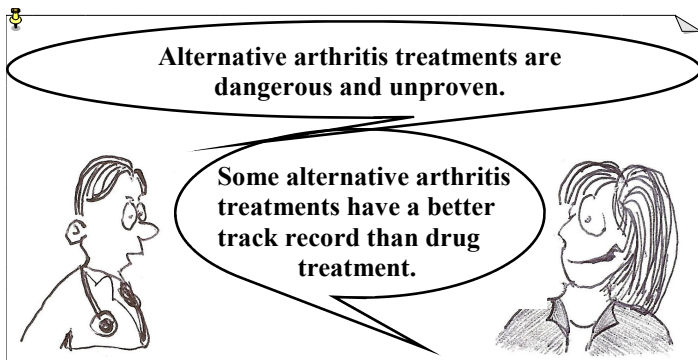 Alternative arthritis treatments are
dangerous and unproven.
Some alternative arthritis
treatments have a better
track record than drug
treatment.